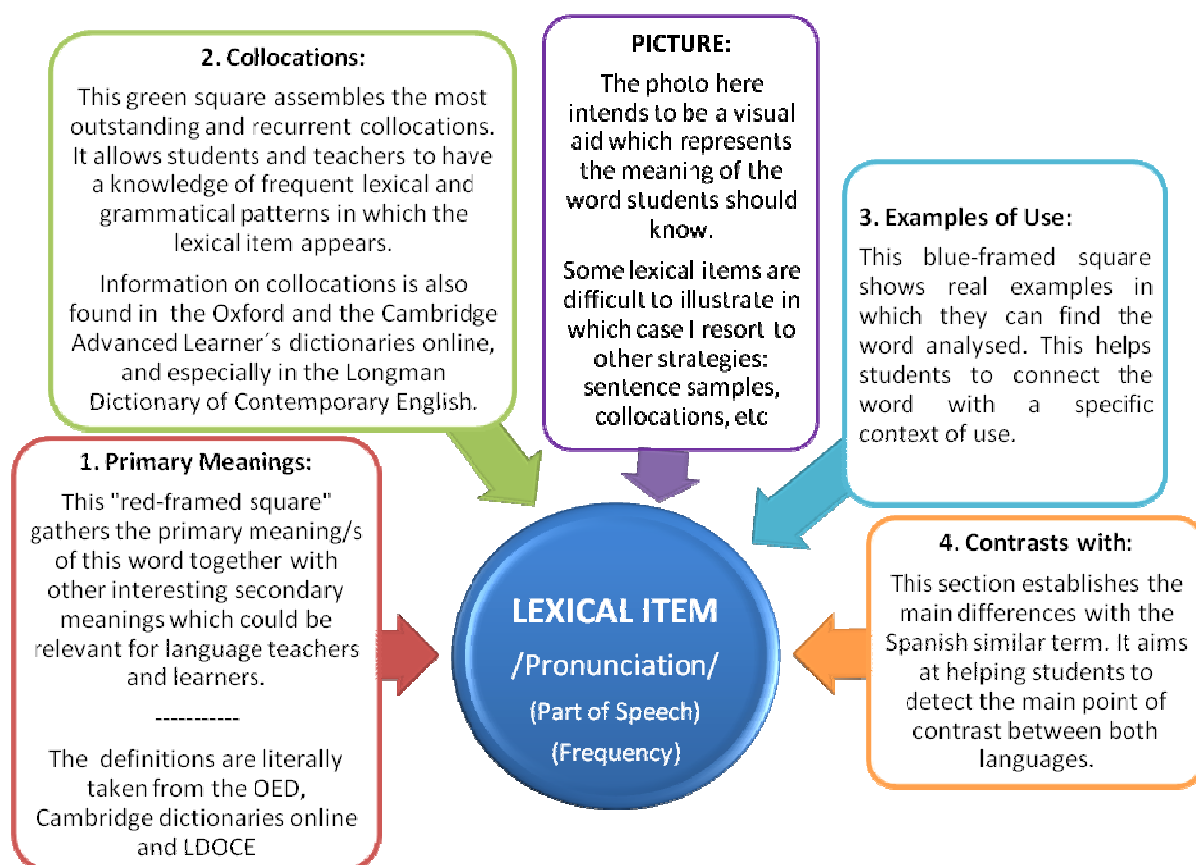 2. Collocations:
This green square assembles the most
outstanding and recurrent collocations.
It allows students and teachers to have
a knowledge of frequent lexical and
grammatical patterns in which the
lexical item appears.
Information on collocations is also
found in the Oxford and the Cambridge
Advanced Learner´s dictionaries online,
and especially in the Longman
Dictionary of Contemporary English.
PICTURE:
The photo here
intends to be a visual
aid which represents
the meaning of the
word students should
know.
Some lexical items are
difficult to illustrate in
which case I resort to
other strategies:
sentence samples,
collocations, etc
3. Examples of Use:
This blue-framed square
shows real examples in
which they can find the
word analysed. This helps
students to connect the
word with a specific
context of use.
1. Primary Meanings:
This "red-framed square"
gathers the primary meaning/s
of this word together with
other interesting secondary
meanings which could be
relevant for language teachers
and learners.
-----------
The definitions are literally
taken from the OED,
Cambridge dictionaries online
and LDOCE
LEXICAL ITEM
/Pronunciation/
(Part of Speech)
(Frequency)
4. Contrasts with:
This section establishes the
main differences with the
Spanish similar term. It aims
at helping students to
detect the main point of
contrast between both
languages.